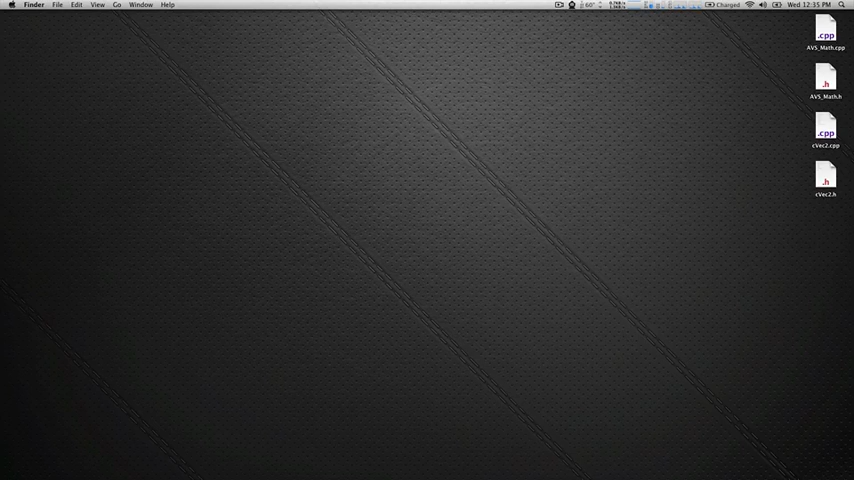 Finder File Edit View Go Window Help 60° Charged Wed 12:35 PM
.cpp
AVS_Math.cpp
.h
AVS_Math.h
.cpp
cVec2.cpp
.h
cVec2.h